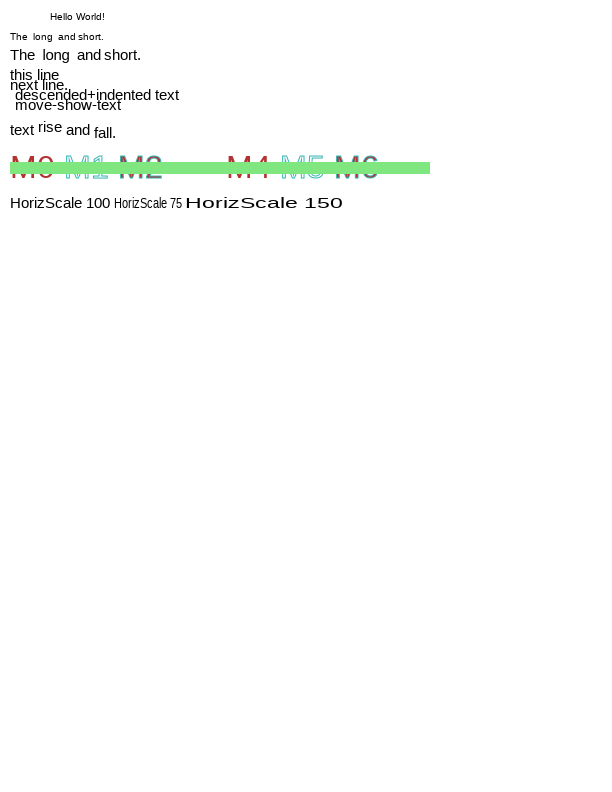 Hello World!
The long and short.
The long and short.
this line
next line.
descended+indented text
move-show-text
text rise and fall.
M0 M1 M2 M4 M5 M6
HorizScale 100 HorizScale 75 HorizScale 150